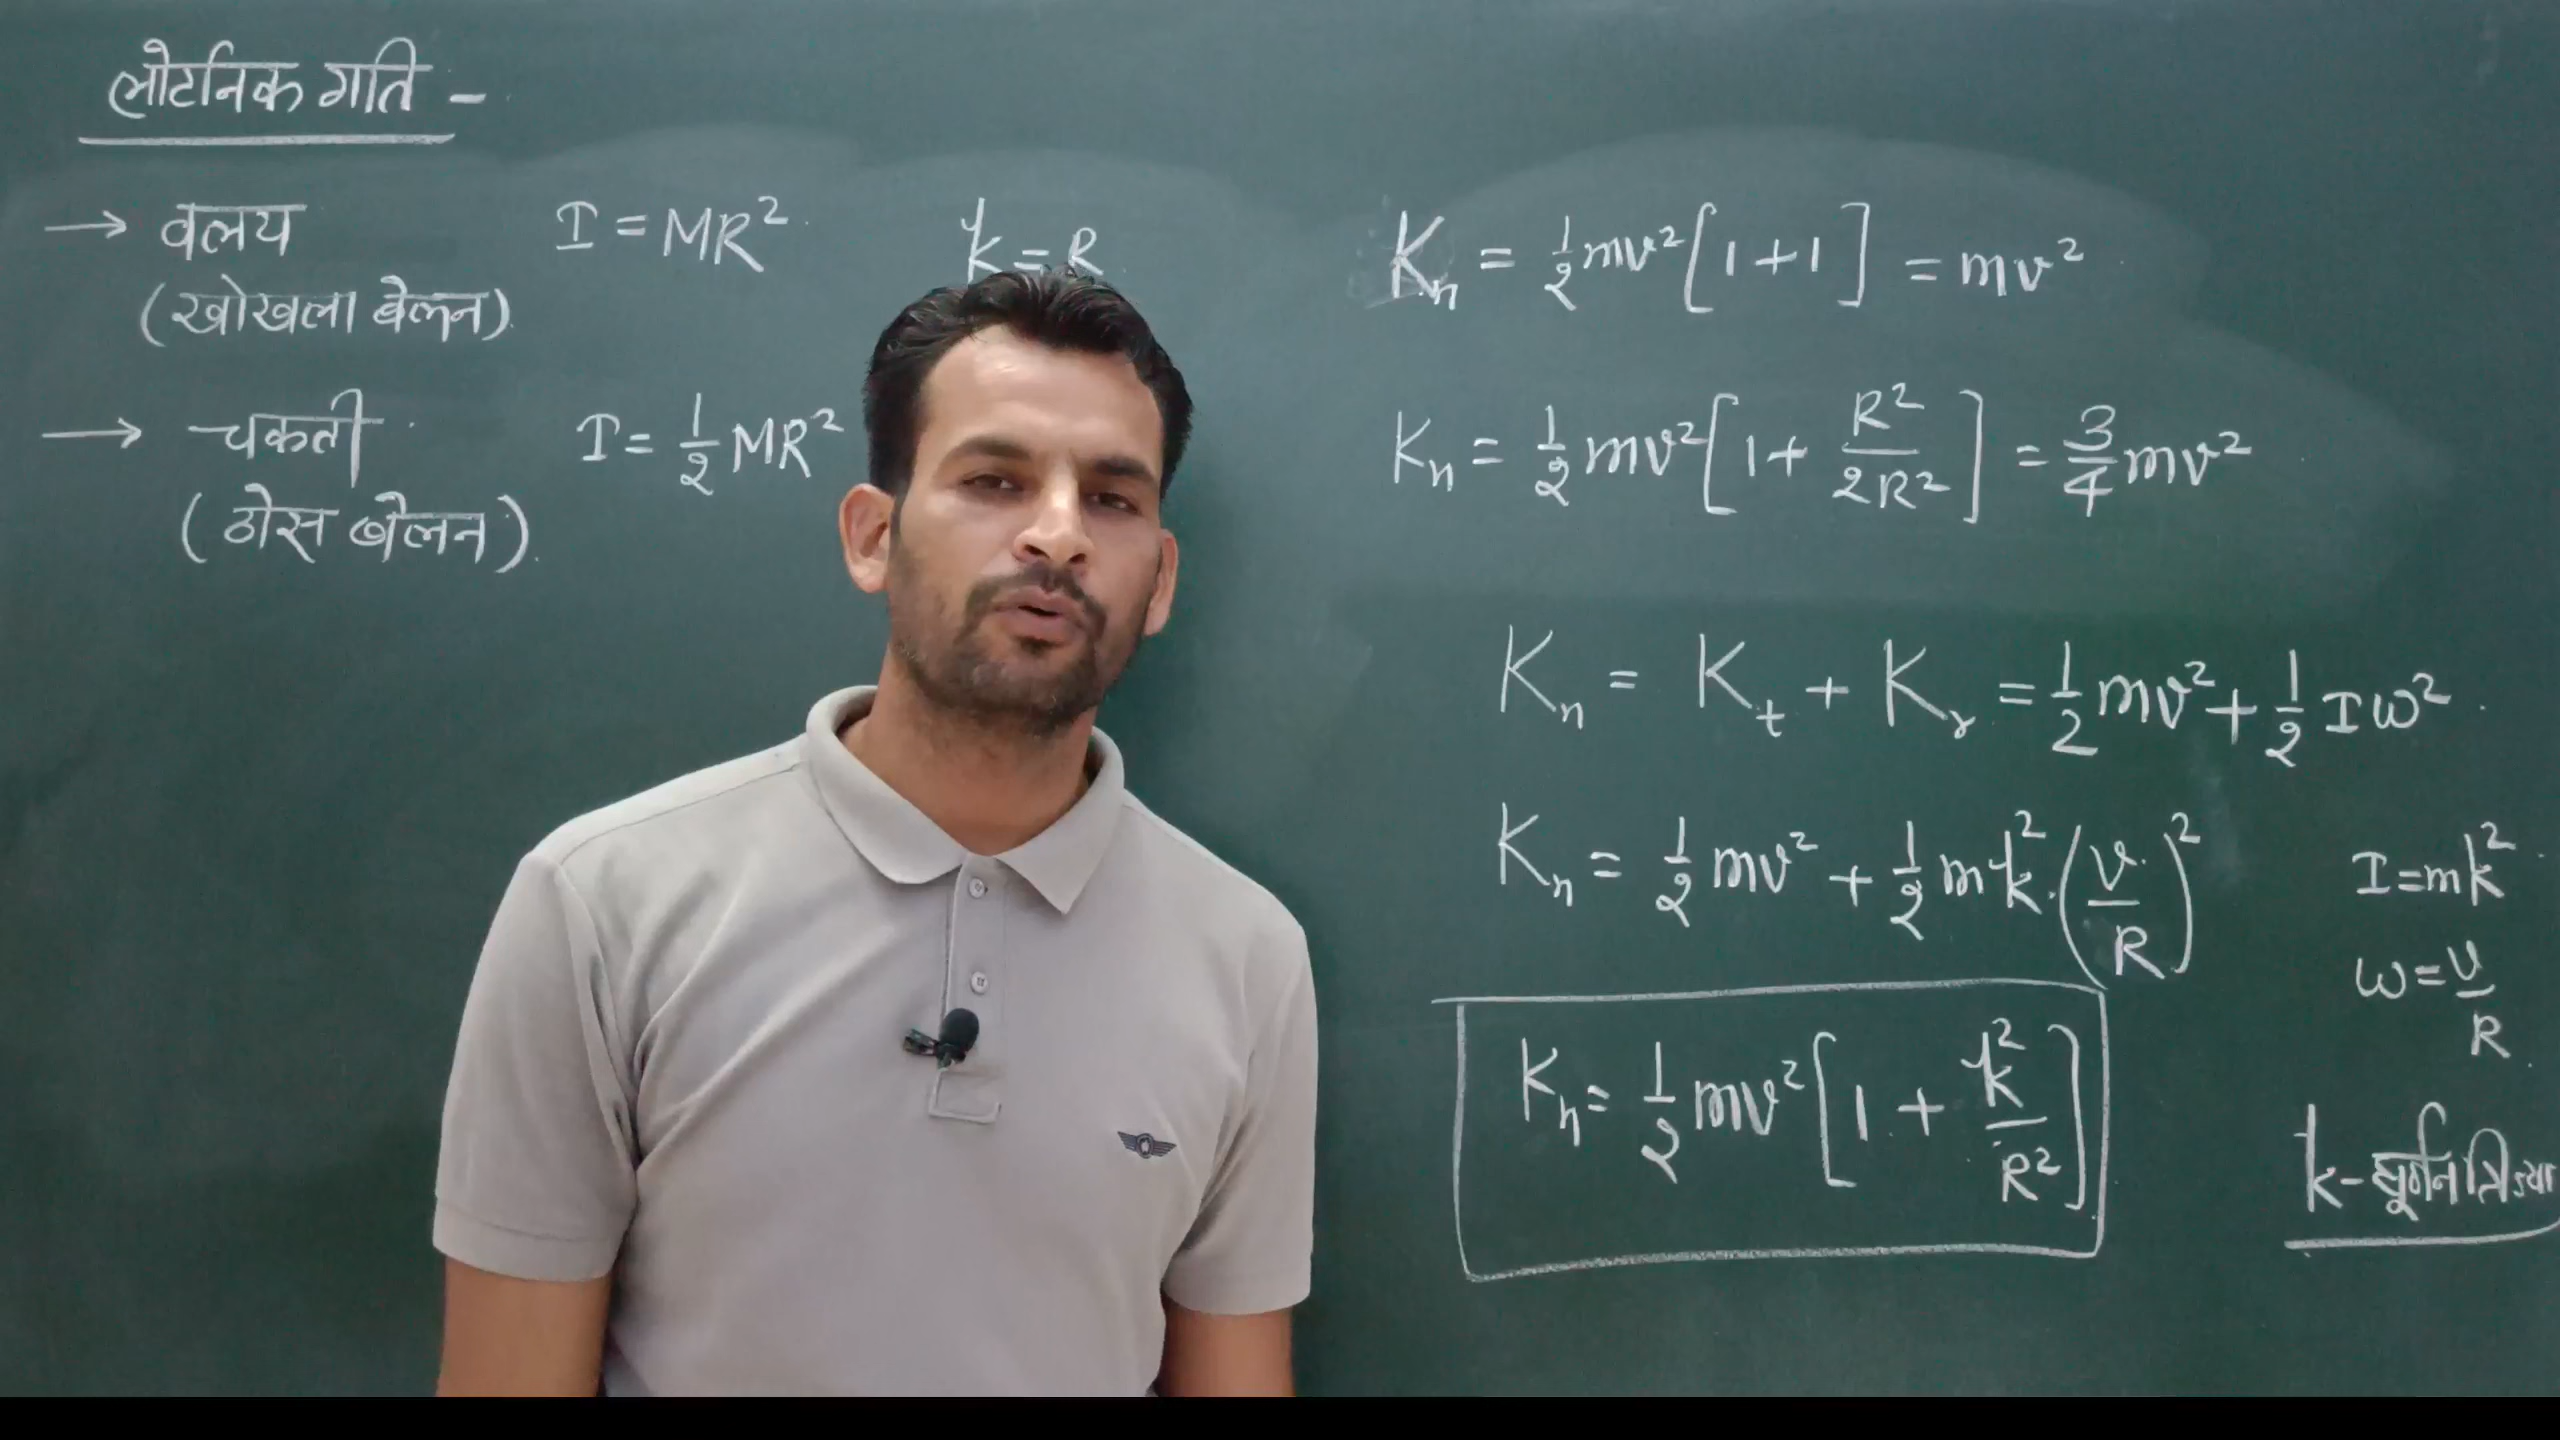 लोटनिक गति -
→ वलय I = MR² k = R Kₙ = ½mv²[1+1] = mv²
(खोखला बेलन)
→ चकती I = ½MR² Kₙ = ½mv²[1 + R²/2R²] = ¾mv²
(ठोस बेलन)
Kₙ = Kₜ + Kᵣ = ½mv² + ½Iω²
Kₙ = ½mv² + ½mk².(v/R)²
I = mk²
ω = v/R
Kₙ = ½mv²[1 + k²/R²]
k - घूर्णन त्रिज्या